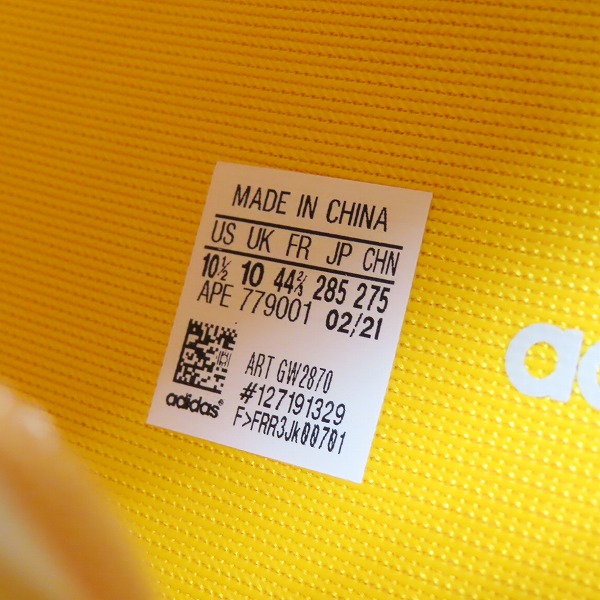 MADE IN CHINA
US UK FR JP CHN
10½ 10 44⅔ 285 275
APE 779001 02/21
ART GW2870
#127191329
F>FRR3Jk00701
adidas®